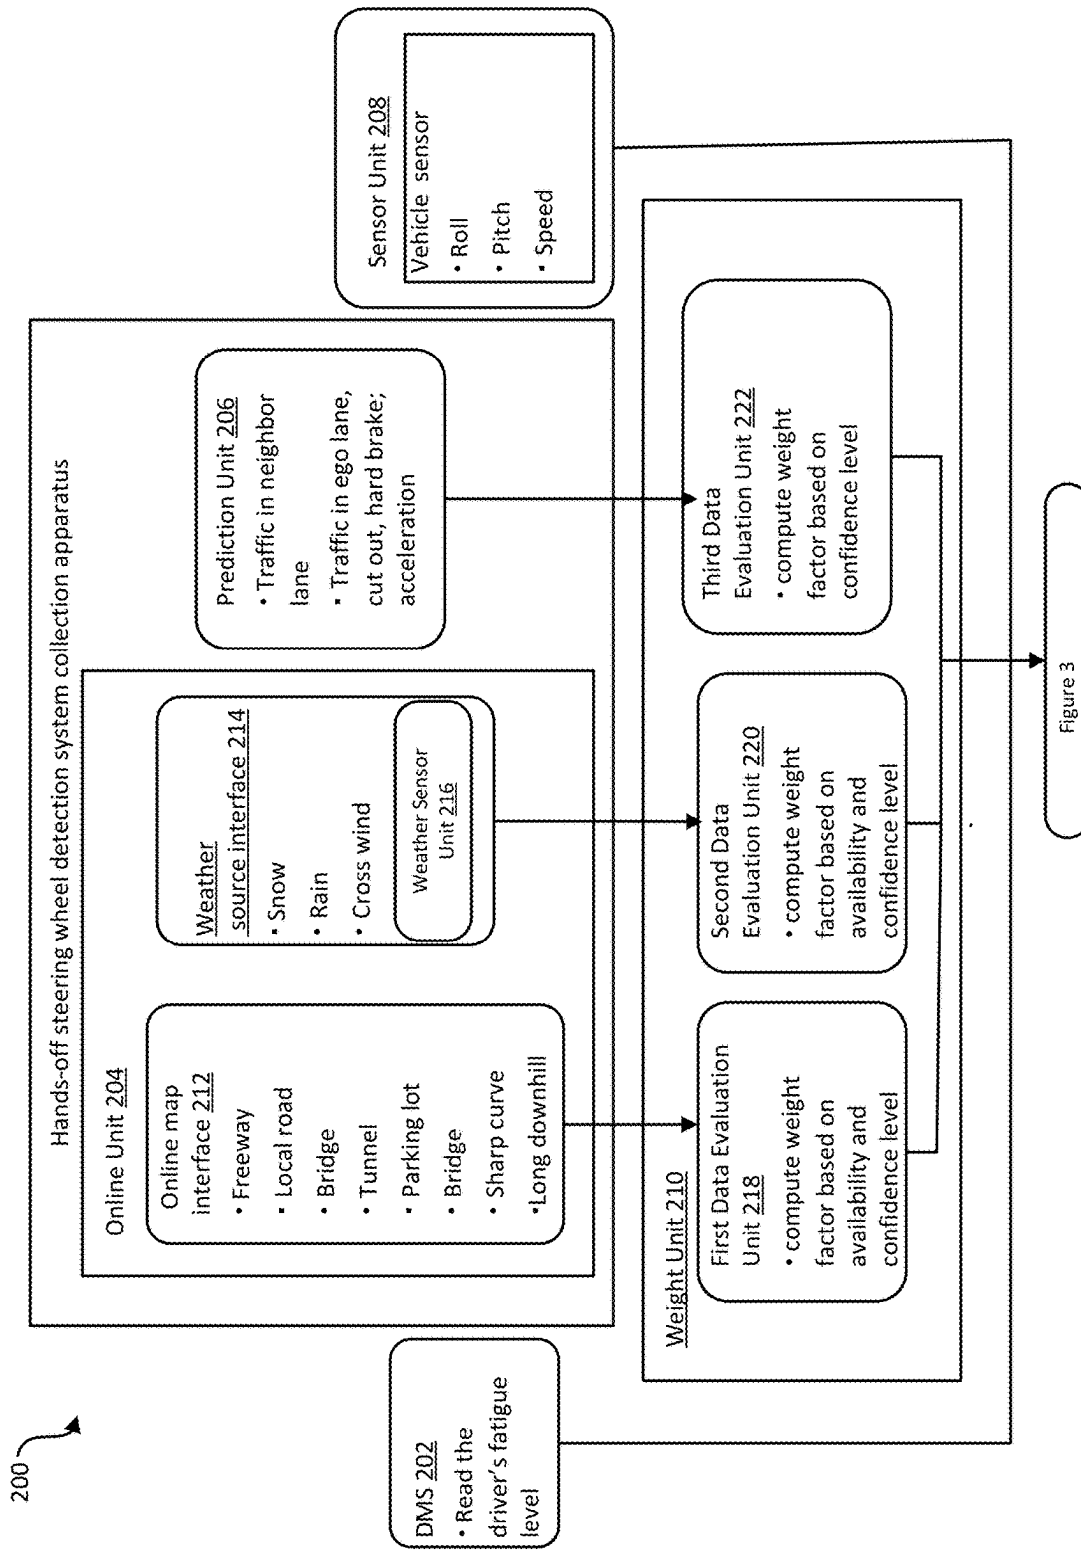 200
Hands-off steering wheel detection system collection apparatus
DMS 202
• Read the
driver's fatigue
level
Online Unit 204
Online map
interface 212
• Freeway
• Local road
• Bridge
• Tunnel
• Parking lot
• Bridge
• Sharp curve
•Long downhill
Weather
source interface 214
• Snow
• Rain
• Cross wind
Weather Sensor
Unit 216
Prediction Unit 206
• Traffic in neighbor
lane
• Traffic in ego lane,
cut out, hard brake;
acceleration
Sensor Unit 208
Vehicle sensor
• Roll
• Pitch
• Speed
Weight Unit 210
First Data Evaluation
Unit 218
• compute weight
factor based on
availability and
confidence level
Second Data
Evaluation Unit 220
• compute weight
factor based on
availability and
confidence level
Third Data
Evaluation Unit 222
• compute weight
factor based on
confidence level
Figure 3